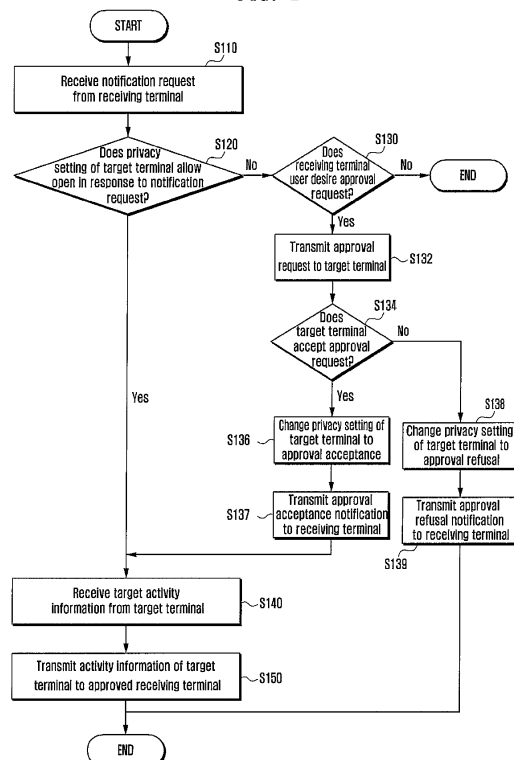 START
S110
Receive notification request
from receiving terminal
Does privacy
setting of target terminal allow
open in response to notification
request?
S120
No
Does
receiving terminal
user desire approval
request?
S130
No
END
Yes
Transmit approval
request to target terminal
S132
Does
target terminal
accept approval
request?
S134
No
Yes
Yes
Change privacy setting of
target terminal to
approval acceptance
S136
S138
Change privacy setting
of target terminal to
approval refusal
Transmit approval
acceptance notification
to receiving terminal
S137
Transmit approval
refusal notification
to receiving terminal
S139
Receive target activity
information from target terminal
S140
Transmit activity information of target
terminal to approved receiving terminal
S150
END